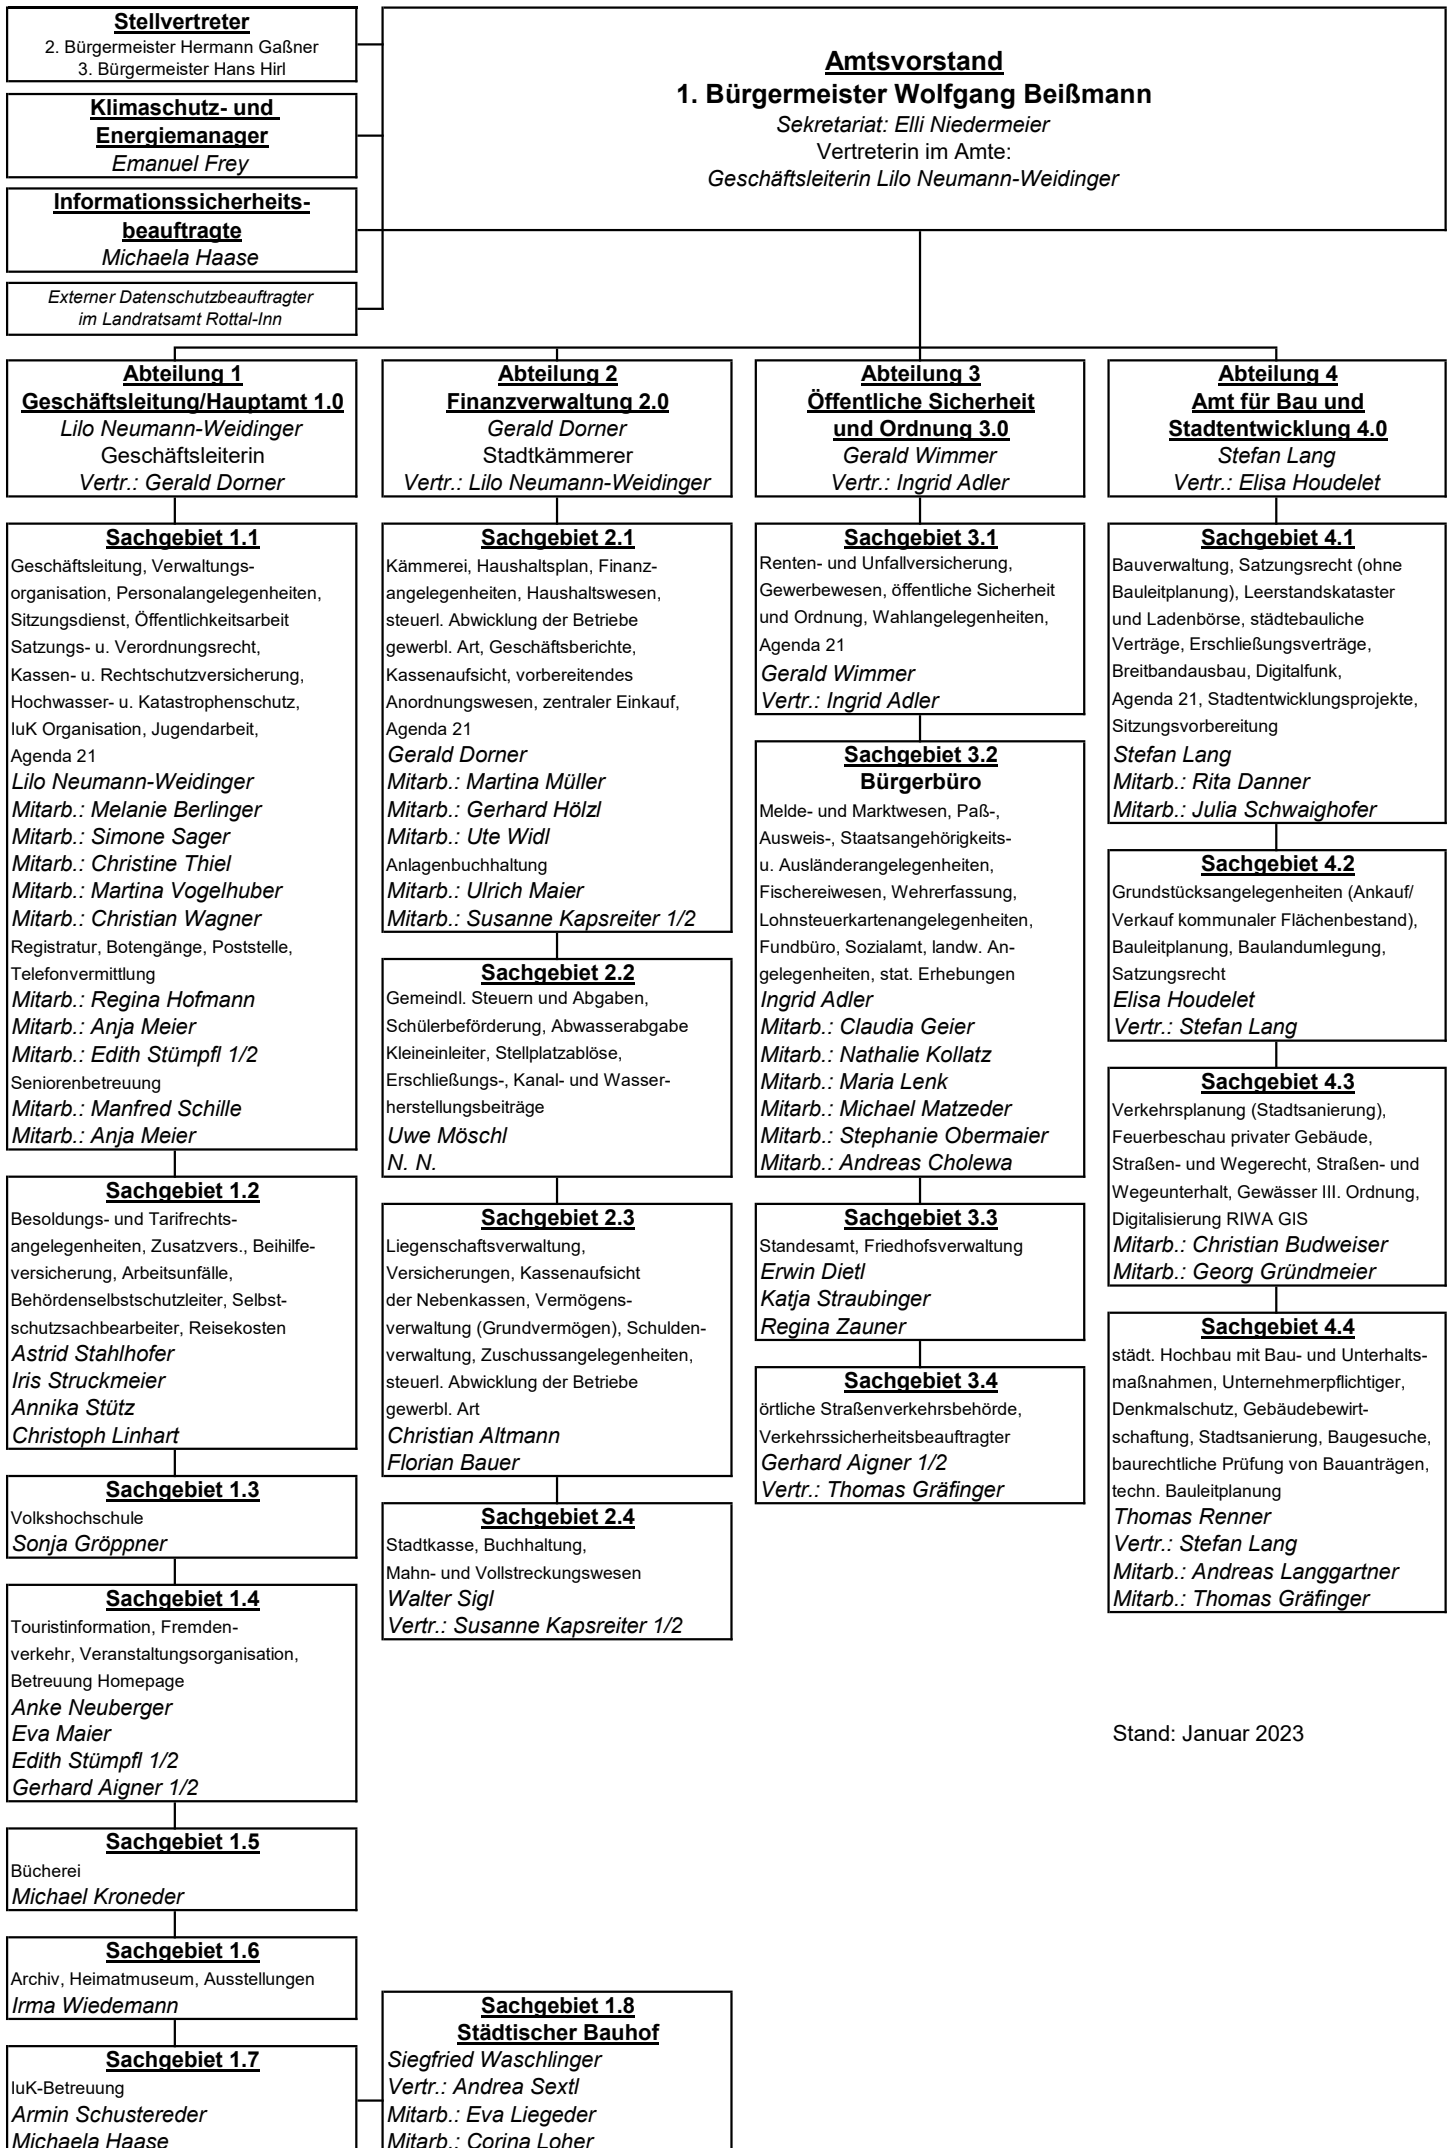 Stellvertreter
2. Bürgermeister Hermann Gaßner
3. Bürgermeister Hans Hirl
Klimaschutz- und
Energiemanager
Emanuel Frey
Informationssicherheits-
beauftragte
Michaela Haase
Externer Datenschutzbeauftragter
im Landratsamt Rottal-Inn
Amtsvorstand
1. Bürgermeister Wolfgang Beißmann
Sekretariat: Elli Niedermeier
Vertreterin im Amte:
Geschäftsleiterin Lilo Neumann-Weidinger
Abteilung 1
Geschäftsleitung/Hauptamt 1.0
Lilo Neumann-Weidinger
Geschäftsleiterin
Vertr.: Gerald Dorner
Sachgebiet 1.1
Geschäftsleitung, Verwaltungs-
organisation, Personalangelegenheiten,
Sitzungsdienst, Öffentlichkeitsarbeit
Satzungs- u. Verordnungsrecht,
Kassen- u. Rechtschutzversicherung,
Hochwasser- u. Katastrophenschutz,
IuK Organisation, Jugendarbeit,
Agenda 21
Lilo Neumann-Weidinger
Mitarb.: Melanie Berlinger
Mitarb.: Simone Sager
Mitarb.: Christine Thiel
Mitarb.: Martina Vogelhuber
Mitarb.: Christian Wagner
Registratur, Botengänge, Poststelle,
Telefonvermittlung
Mitarb.: Regina Hofmann
Mitarb.: Anja Meier
Mitarb.: Edith Stümpfl 1/2
Seniorenbetreuung
Mitarb.: Manfred Schille
Mitarb.: Anja Meier
Sachgebiet 1.2
Besoldungs- und Tarifrechts-
angelegenheiten, Zusatzvers., Beihilfe-
versicherung, Arbeitsunfälle,
Behördenselbstschutzleiter, Selbst-
schutzsachbearbeiter, Reisekosten
Astrid Stahlhofer
Iris Struckmeier
Annika Stütz
Christoph Linhart
Sachgebiet 1.3
Volkshochschule
Sonja Gröppner
Sachgebiet 1.4
Touristinformation, Fremden-
verkehr, Veranstaltungsorganisation,
Betreuung Homepage
Anke Neuberger
Eva Maier
Edith Stümpfl 1/2
Gerhard Aigner 1/2
Sachgebiet 1.5
Bücherei
Michael Kroneder
Sachgebiet 1.6
Archiv, Heimatmuseum, Ausstellungen
Irma Wiedemann
Sachgebiet 1.7
IuK-Betreuung
Armin Schustereder
Michaela Haase
Abteilung 2
Finanzverwaltung 2.0
Gerald Dorner
Stadtkämmerer
Vertr.: Lilo Neumann-Weidinger
Sachgebiet 2.1
Kämmerei, Haushaltsplan, Finanz-
angelegenheiten, Haushaltswesen,
steuerl. Abwicklung der Betriebe
gewerbl. Art, Geschäftsberichte,
Kassenaufsicht, vorbereitendes
Anordnungswesen, zentraler Einkauf,
Agenda 21
Gerald Dorner
Mitarb.: Martina Müller
Mitarb.: Gerhard Hölzl
Mitarb.: Ute Widl
Anlagenbuchhaltung
Mitarb.: Ulrich Maier
Mitarb.: Susanne Kapsreiter 1/2
Sachgebiet 2.2
Gemeindl. Steuern und Abgaben,
Schülerbeförderung, Abwasserabgabe
Kleineinleiter, Stellplatzablöse,
Erschließungs-, Kanal- und Wasser-
herstellungsbeiträge
Uwe Möschl
N. N.
Sachgebiet 2.3
Liegenschaftsverwaltung,
Versicherungen, Kassenaufsicht
der Nebenkassen, Vermögens-
verwaltung (Grundvermögen), Schulden-
verwaltung, Zuschussangelegenheiten,
steuerl. Abwicklung der Betriebe
gewerbl. Art
Christian Altmann
Florian Bauer
Sachgebiet 2.4
Stadtkasse, Buchhaltung,
Mahn- und Vollstreckungswesen
Walter Sigl
Vertr.: Susanne Kapsreiter 1/2
Sachgebiet 1.8
Städtischer Bauhof
Siegfried Waschlinger
Vertr.: Andrea Sextl
Mitarb.: Eva Liegeder
Mitarb.: Corina Loher
Abteilung 3
Öffentliche Sicherheit
und Ordnung 3.0
Gerald Wimmer
Vertr.: Ingrid Adler
Sachgebiet 3.1
Renten- und Unfallversicherung,
Gewerbewesen, öffentliche Sicherheit
und Ordnung, Wahlangelegenheiten,
Agenda 21
Gerald Wimmer
Vertr.: Ingrid Adler
Sachgebiet 3.2
Bürgerbüro
Melde- und Marktwesen, Paß-,
Ausweis-, Staatsangehörigkeits-
u. Ausländerangelegenheiten,
Fischereiwesen, Wehrerfassung,
Lohnsteuerkartenangelegenheiten,
Fundbüro, Sozialamt, landw. An-
gelegenheiten, stat. Erhebungen
Ingrid Adler
Mitarb.: Claudia Geier
Mitarb.: Nathalie Kollatz
Mitarb.: Maria Lenk
Mitarb.: Michael Matzeder
Mitarb.: Stephanie Obermaier
Mitarb.: Andreas Cholewa
Sachgebiet 3.3
Standesamt, Friedhofsverwaltung
Erwin Dietl
Katja Straubinger
Regina Zauner
Sachgebiet 3.4
örtliche Straßenverkehrsbehörde,
Verkehrssicherheitsbeauftragter
Gerhard Aigner 1/2
Vertr.: Thomas Gräfinger
Abteilung 4
Amt für Bau und
Stadtentwicklung 4.0
Stefan Lang
Vertr.: Elisa Houdelet
Sachgebiet 4.1
Bauverwaltung, Satzungsrecht (ohne
Bauleitplanung), Leerstandskataster
und Ladenbörse, städtebauliche
Verträge, Erschließungsverträge,
Breitbandausbau, Digitalfunk,
Agenda 21, Stadtentwicklungsprojekte,
Sitzungsvorbereitung
Stefan Lang
Mitarb.: Rita Danner
Mitarb.: Julia Schwaighofer
Sachgebiet 4.2
Grundstücksangelegenheiten (Ankauf/
Verkauf kommunaler Flächenbestand),
Bauleitplanung, Baulandumlegung,
Satzungsrecht
Elisa Houdelet
Vertr.: Stefan Lang
Sachgebiet 4.3
Verkehrsplanung (Stadtsanierung),
Feuerbeschau privater Gebäude,
Straßen- und Wegerecht, Straßen- und
Wegeunterhalt, Gewässer III. Ordnung,
Digitalisierung RIWA GIS
Mitarb.: Christian Budweiser
Mitarb.: Georg Gründmeier
Sachgebiet 4.4
städt. Hochbau mit Bau- und Unterhalts-
maßnahmen, Unternehmerpflichtiger,
Denkmalschutz, Gebäudebewirt-
schaftung, Stadtsanierung, Baugesuche,
baurechtliche Prüfung von Bauanträgen,
techn. Bauleitplanung
Thomas Renner
Vertr.: Stefan Lang
Mitarb.: Andreas Langgartner
Mitarb.: Thomas Gräfinger
Stand: Januar 2023